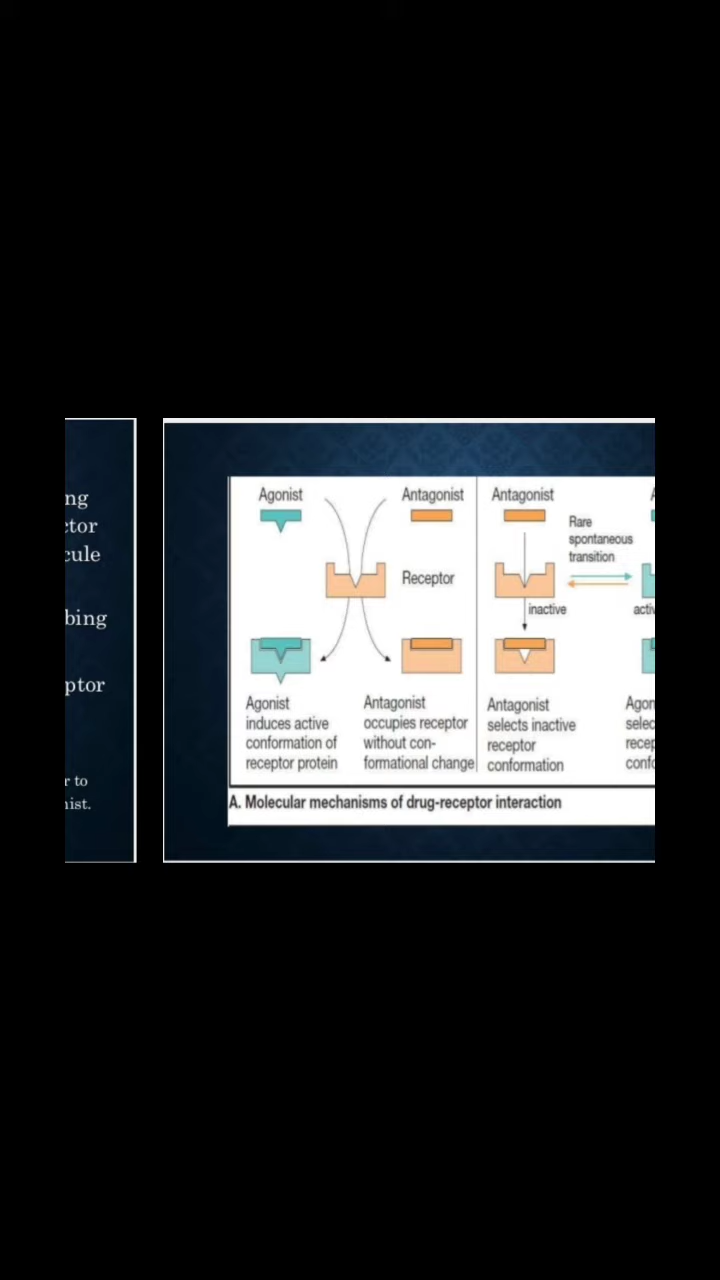 ng
ctor
cule
bing
ptor
r to
nist.
Agonist
Antagonist
Receptor
Agonist
induces active
conformation of
receptor protein
Antagonist
occupies receptor
without con-
formational change
Antagonist
Rare
spontaneous
transition
inactive
Antagonist
selects inactive
receptor
conformation
A
activ
Agon
selec
recep
confo
A. Molecular mechanisms of drug-receptor interaction